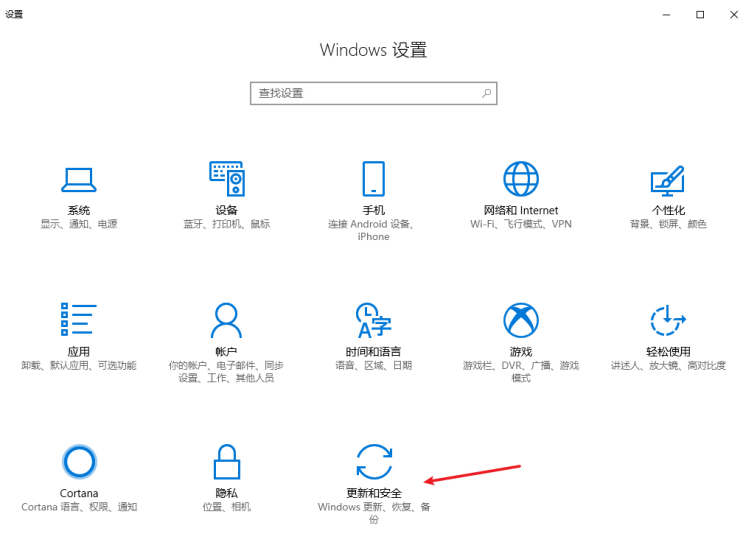 设置
Windows 设置
查找设置
系统
显示、通知、电源
设备
蓝牙、打印机、鼠标
手机
连接 Android 设备、
iPhone
网络和 Internet
Wi-Fi、飞行模式、VPN
个性化
背景、锁屏、颜色
应用
卸载、默认应用、可选功能
帐户
你的帐户、电子邮件、同步
设置、工作、其他人员
时间和语言
语音、区域、日期
游戏
游戏栏、DVR、广播、游戏
模式
轻松使用
讲述人、放大镜、高对比度
Cortana
Cortana 语言、权限、通知
隐私
位置、相机
更新和安全
Windows 更新、恢复、备
份